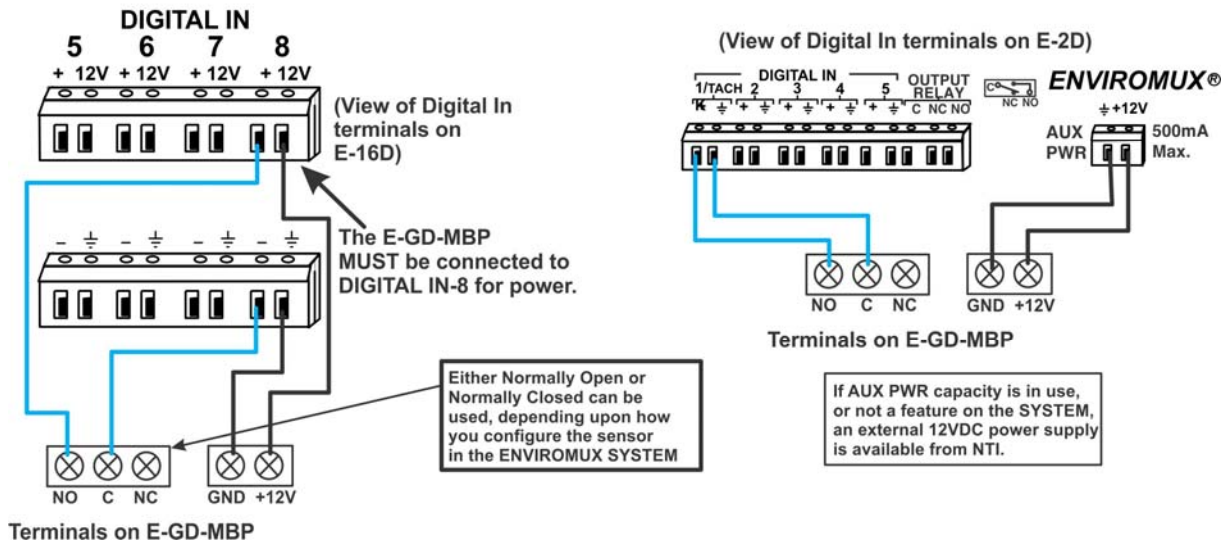 DIGITAL IN
5 6 7 8
+ 12V + 12V + 12V + 12V
(View of Digital In
terminals on
E-16D)
The E-GD-MBP
MUST be connected to
DIGITAL IN-8 for power.
– ⏚ – ⏚ – ⏚ – ⏚
Either Normally Open or
Normally Closed can be
used, depending upon how
you configure the sensor
in the ENVIROMUX SYSTEM
NO C NC GND +12V
Terminals on E-GD-MBP
(View of Digital In terminals on E-2D)
DIGITAL IN
1/TACH 2 3 4 5
+ ⏚ + ⏚ + ⏚ + ⏚
OUTPUT
RELAY
C NC NO
C
NC NO
ENVIROMUX®
⏚ +12V
AUX
PWR
500mA
Max.
NO C NC GND +12V
Terminals on E-GD-MBP
If AUX PWR capacity is in use,
or not a feature on the SYSTEM,
an external 12VDC power supply
is available from NTI.